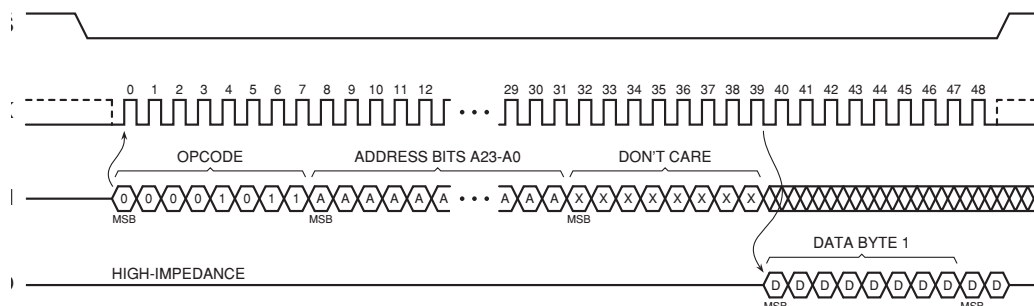 0 1 2 3 4 5 6 7 8 9 10 11 12 29 30 31 32 33 34 35 36 37 38 39 40 41 42 43 44 45 46 47 48
OPCODE ADDRESS BITS A23-A0 DON'T CARE
0 0 0 0 1 0 1 1 A A A A A A A A A X X X X X X X X
MSB MSB MSB
DATA BYTE 1
HIGH-IMPEDANCE
D D D D D D D D D D
MSB MSB